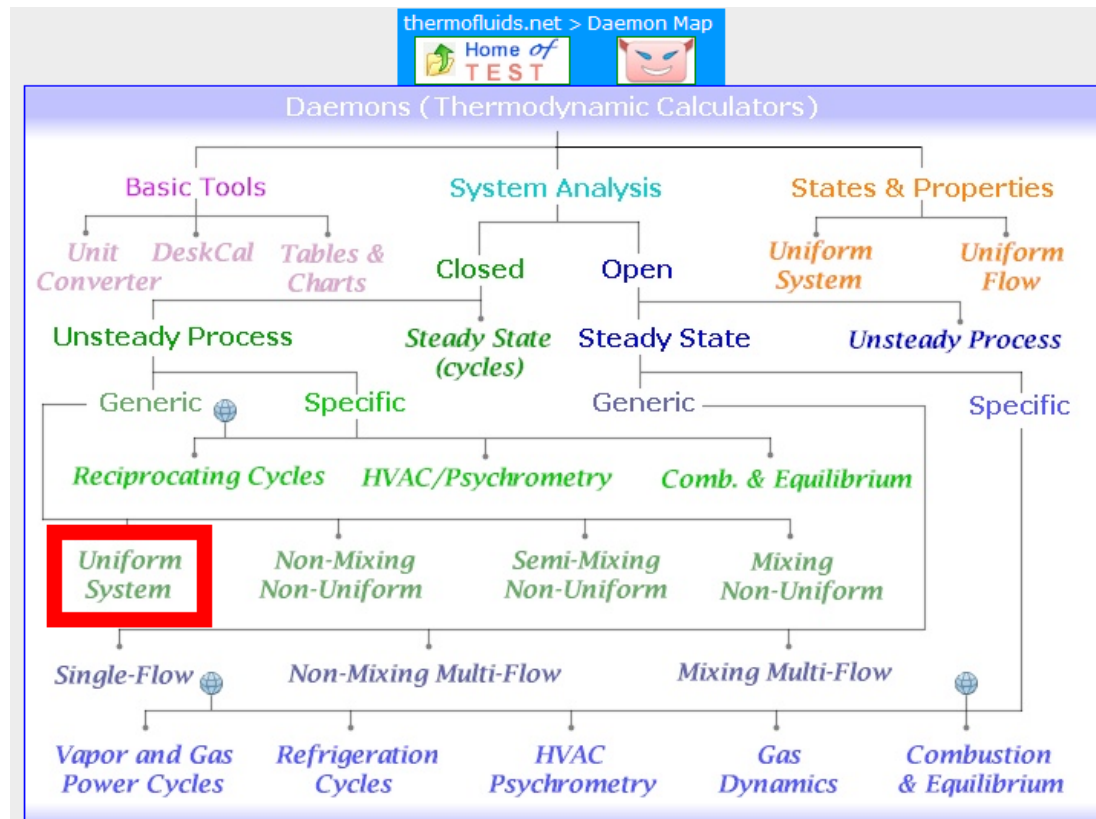 thermofluids.net > Daemon Map
Home of
TEST
Daemons (Thermodynamic Calculators)
Basic Tools
System Analysis
States & Properties
Unit
Converter
DeskCal
Tables &
Charts
Closed
Open
Uniform
System
Uniform
Flow
Unsteady Process
Steady State
(cycles)
Steady State
Unsteady Process
Generic
Specific
Generic
Specific
Reciprocating Cycles
HVAC/Psychrometry
Comb. & Equilibrium
Uniform
System
Non-Mixing
Non-Uniform
Semi-Mixing
Non-Uniform
Mixing
Non-Uniform
Single-Flow
Non-Mixing Multi-Flow
Mixing Multi-Flow
Vapor and Gas
Power Cycles
Refrigeration
Cycles
HVAC
Psychrometry
Gas
Dynamics
Combustion
& Equilibrium